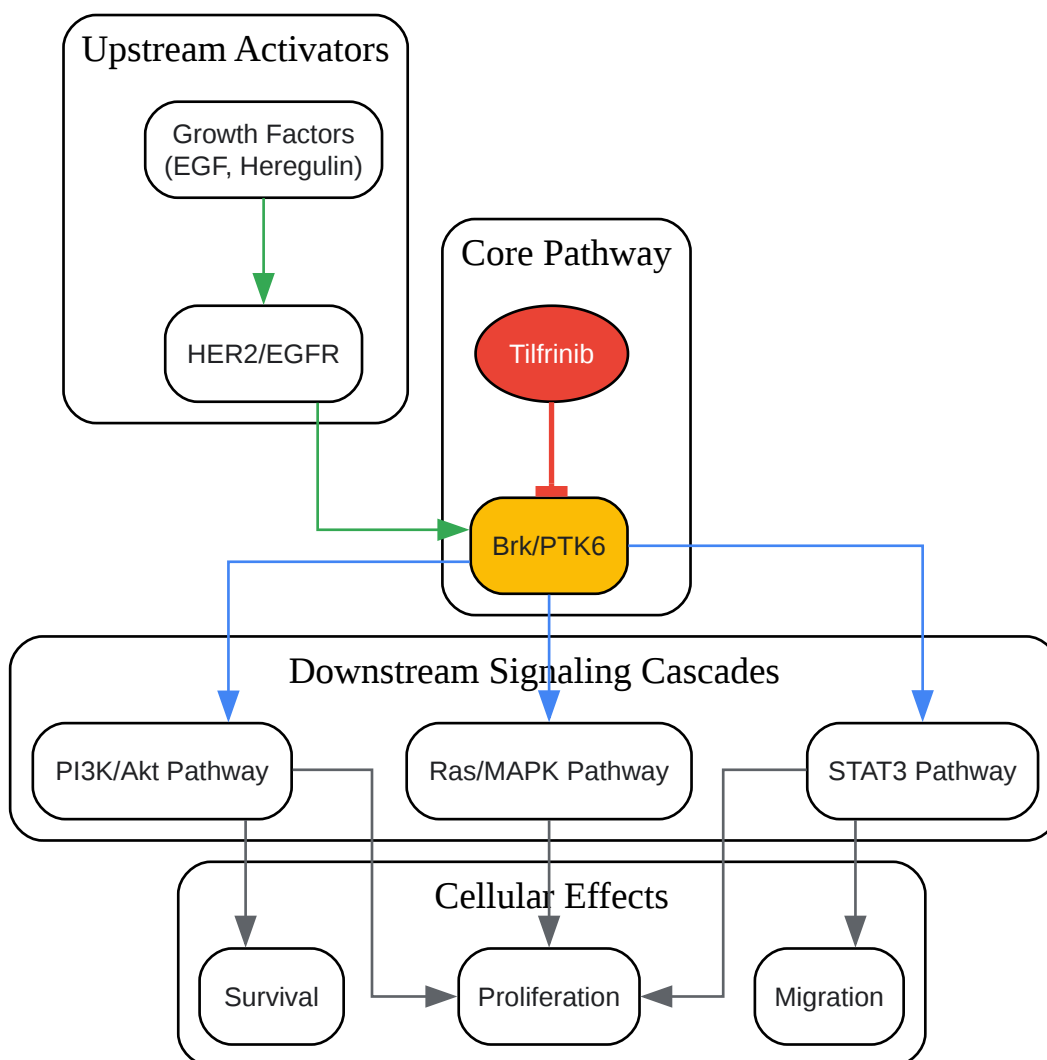 Upstream Activators
Growth Factors
(EGF, Heregulin)
HER2/EGFR
Core Pathway
Tilfrinib
Brk/PTK6
Downstream Signaling Cascades
PI3K/Akt Pathway
Ras/MAPK Pathway
STAT3 Pathway
Cellular Effects
Survival
Proliferation
Migration